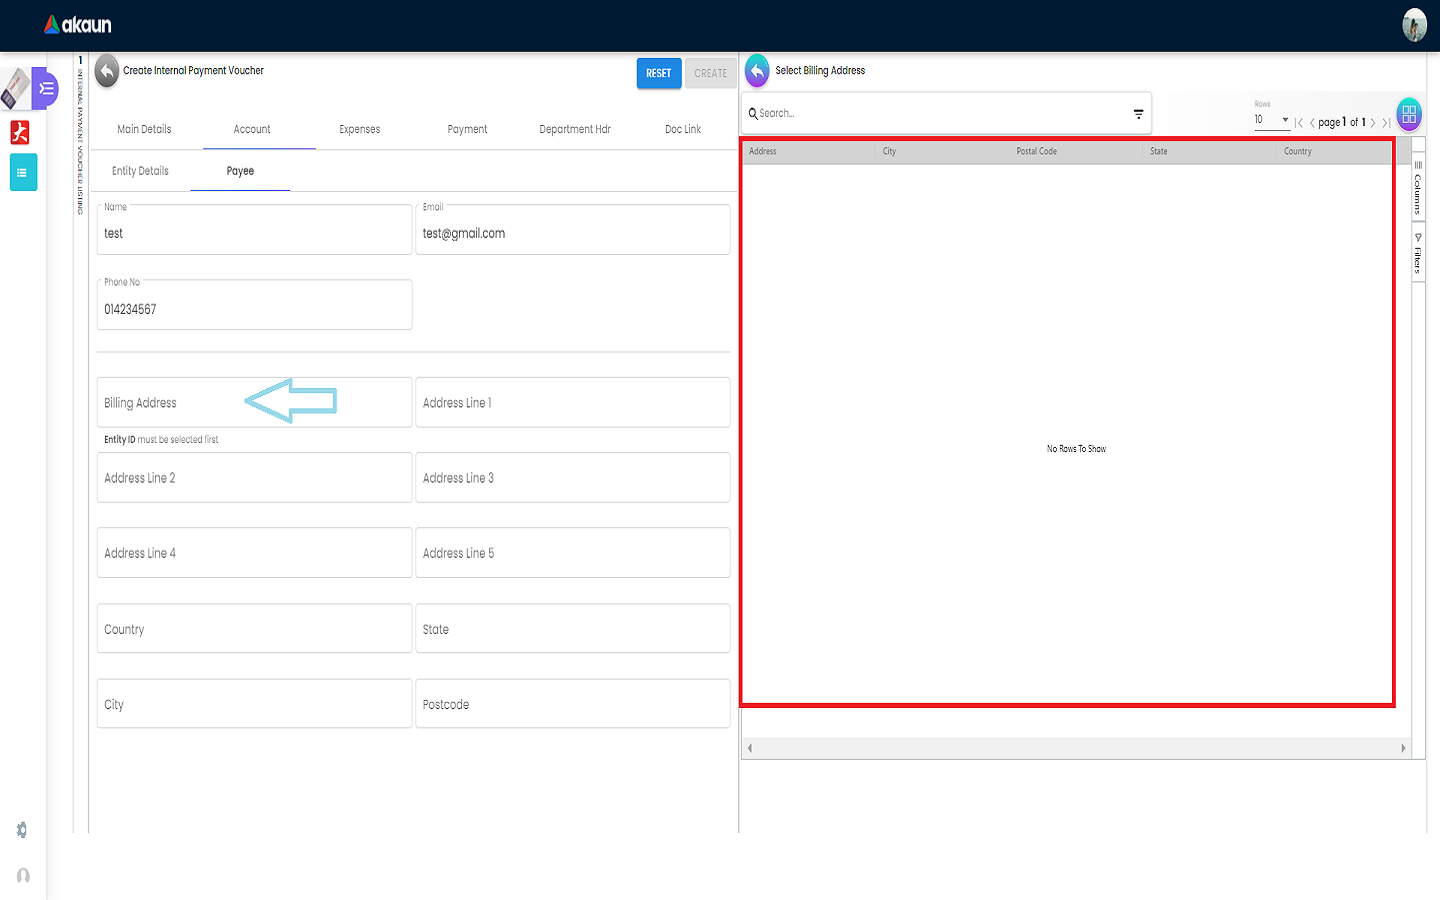 akaun
1 INTERNAL PAYMENT VOUCHER LISTING
Create Internal Payment Voucher
RESET
CREATE
Main Details
Account
Expenses
Payment
Department Hdr
Doc Link
Entity Details
Payee
Name
test
Email
test@gmail.com
Phone No
014234567
Billing Address
Address Line 1
Entity ID must be selected first
Address Line 2
Address Line 3
Address Line 4
Address Line 5
Country
State
City
Postcode
Select Billing Address
Search...
Rows
10
page 1 of 1
Address
City
Postal Code
State
Country
No Rows To Show
Columns
Filters